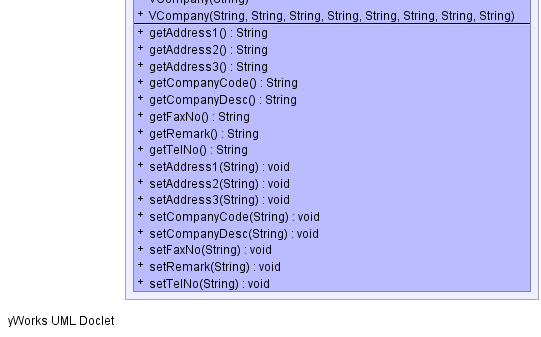 VCompany(String)
+ VCompany(String, String, String, String, String, String, String, String)
+ getAddress1() : String
+ getAddress2() : String
+ getAddress3() : String
+ getCompanyCode() : String
+ getCompanyDesc() : String
+ getFaxNo() : String
+ getRemark() : String
+ getTelNo() : String
+ setAddress1(String) : void
+ setAddress2(String) : void
+ setAddress3(String) : void
+ setCompanyCode(String) : void
+ setCompanyDesc(String) : void
+ setFaxNo(String) : void
+ setRemark(String) : void
+ setTelNo(String) : void
yWorks UML Doclet